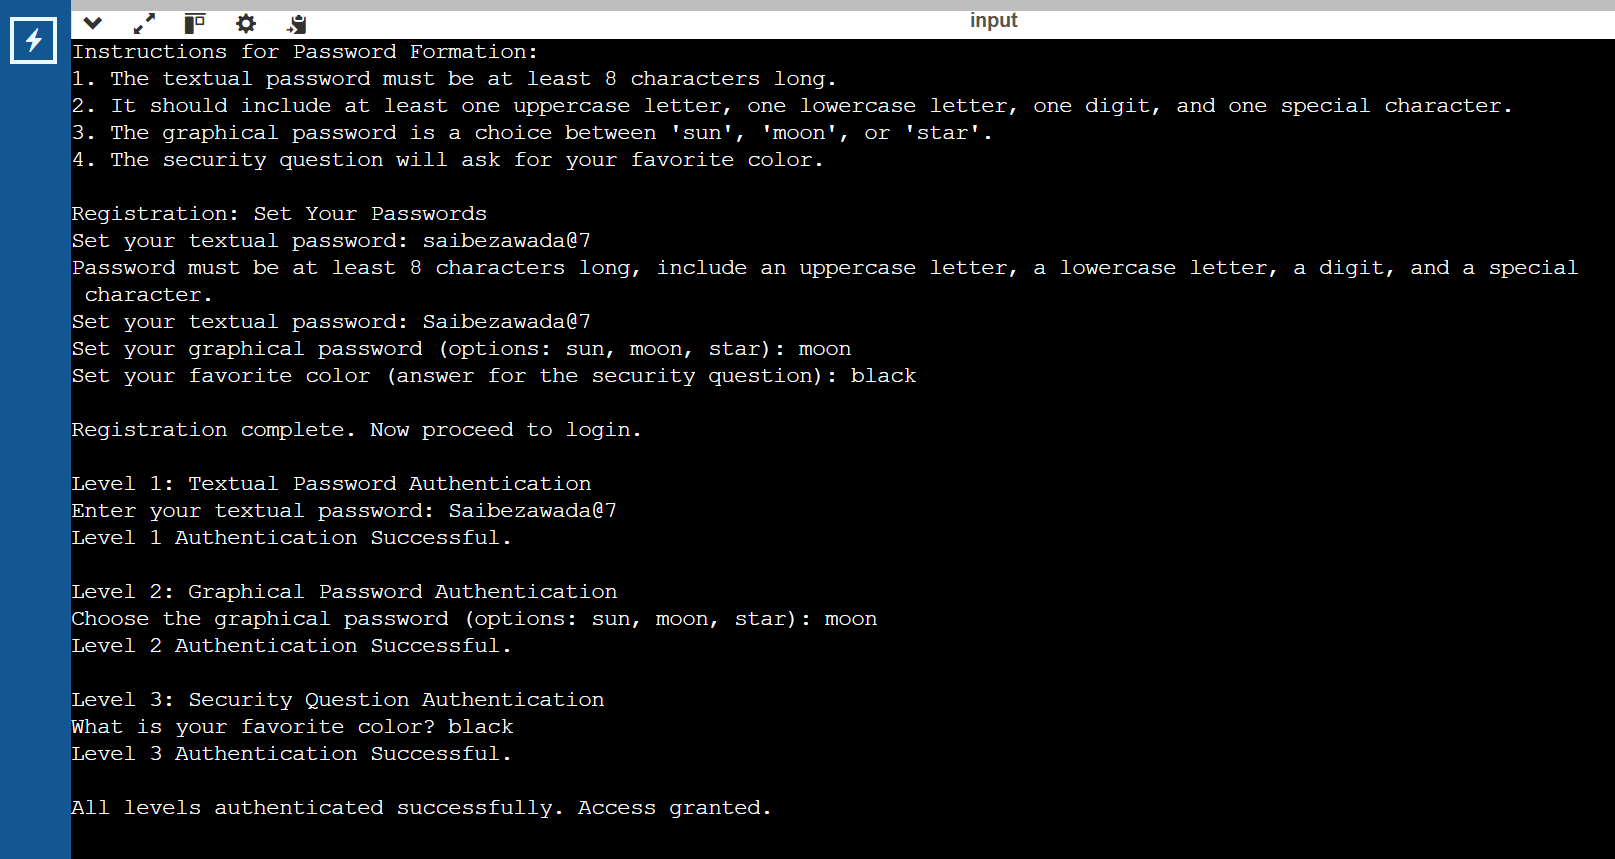 input
Instructions for Password Formation:
1. The textual password must be at least 8 characters long.
2. It should include at least one uppercase letter, one lowercase letter, one digit, and one special character.
3. The graphical password is a choice between 'sun', 'moon', or 'star'.
4. The security question will ask for your favorite color.
Registration: Set Your Passwords
Set your textual password: saibezawada@7
Password must be at least 8 characters long, include an uppercase letter, a lowercase letter, a digit, and a special
character.
Set your textual password: Saibezawada@7
Set your graphical password (options: sun, moon, star): moon
Set your favorite color (answer for the security question): black
Registration complete. Now proceed to login.
Level 1: Textual Password Authentication
Enter your textual password: Saibezawada@7
Level 1 Authentication Successful.
Level 2: Graphical Password Authentication
Choose the graphical password (options: sun, moon, star): moon
Level 2 Authentication Successful.
Level 3: Security Question Authentication
What is your favorite color? black
Level 3 Authentication Successful.
All levels authenticated successfully. Access granted.